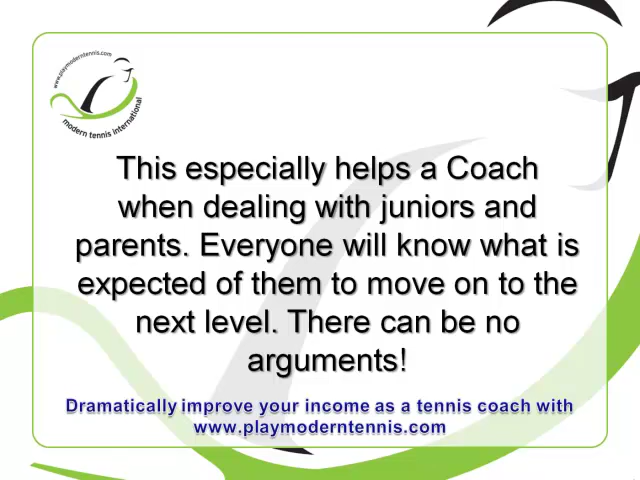 www.playmoderntennis.com
modern tennis international
This especially helps a Coach
when dealing with juniors and
parents. Everyone will know what is
expected of them to move on to the
next level. There can be no
arguments!
Dramatically improve your income as a tennis coach with
www.playmoderntennis.com